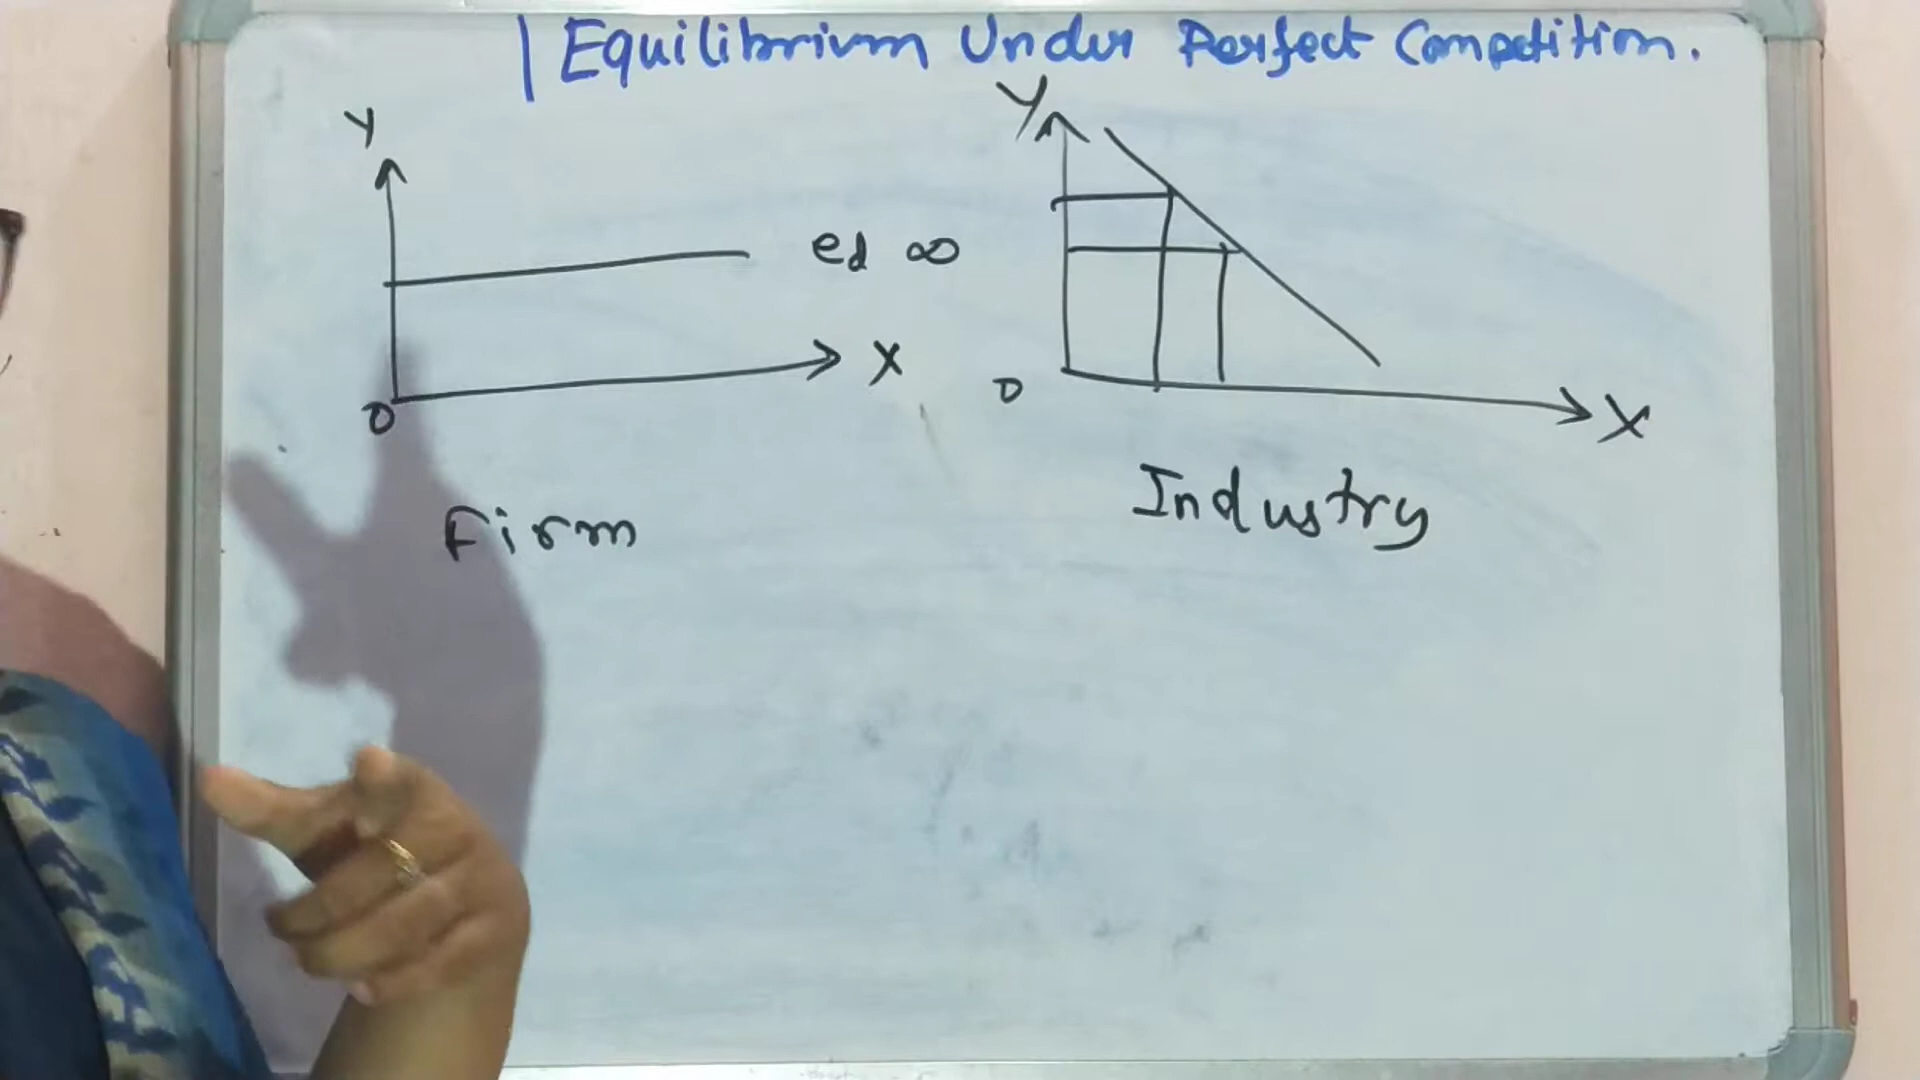 | Equilibrium Under Perfect Competition.
Y
Y
ed ∞
X
0
0
X
Firm
Industry